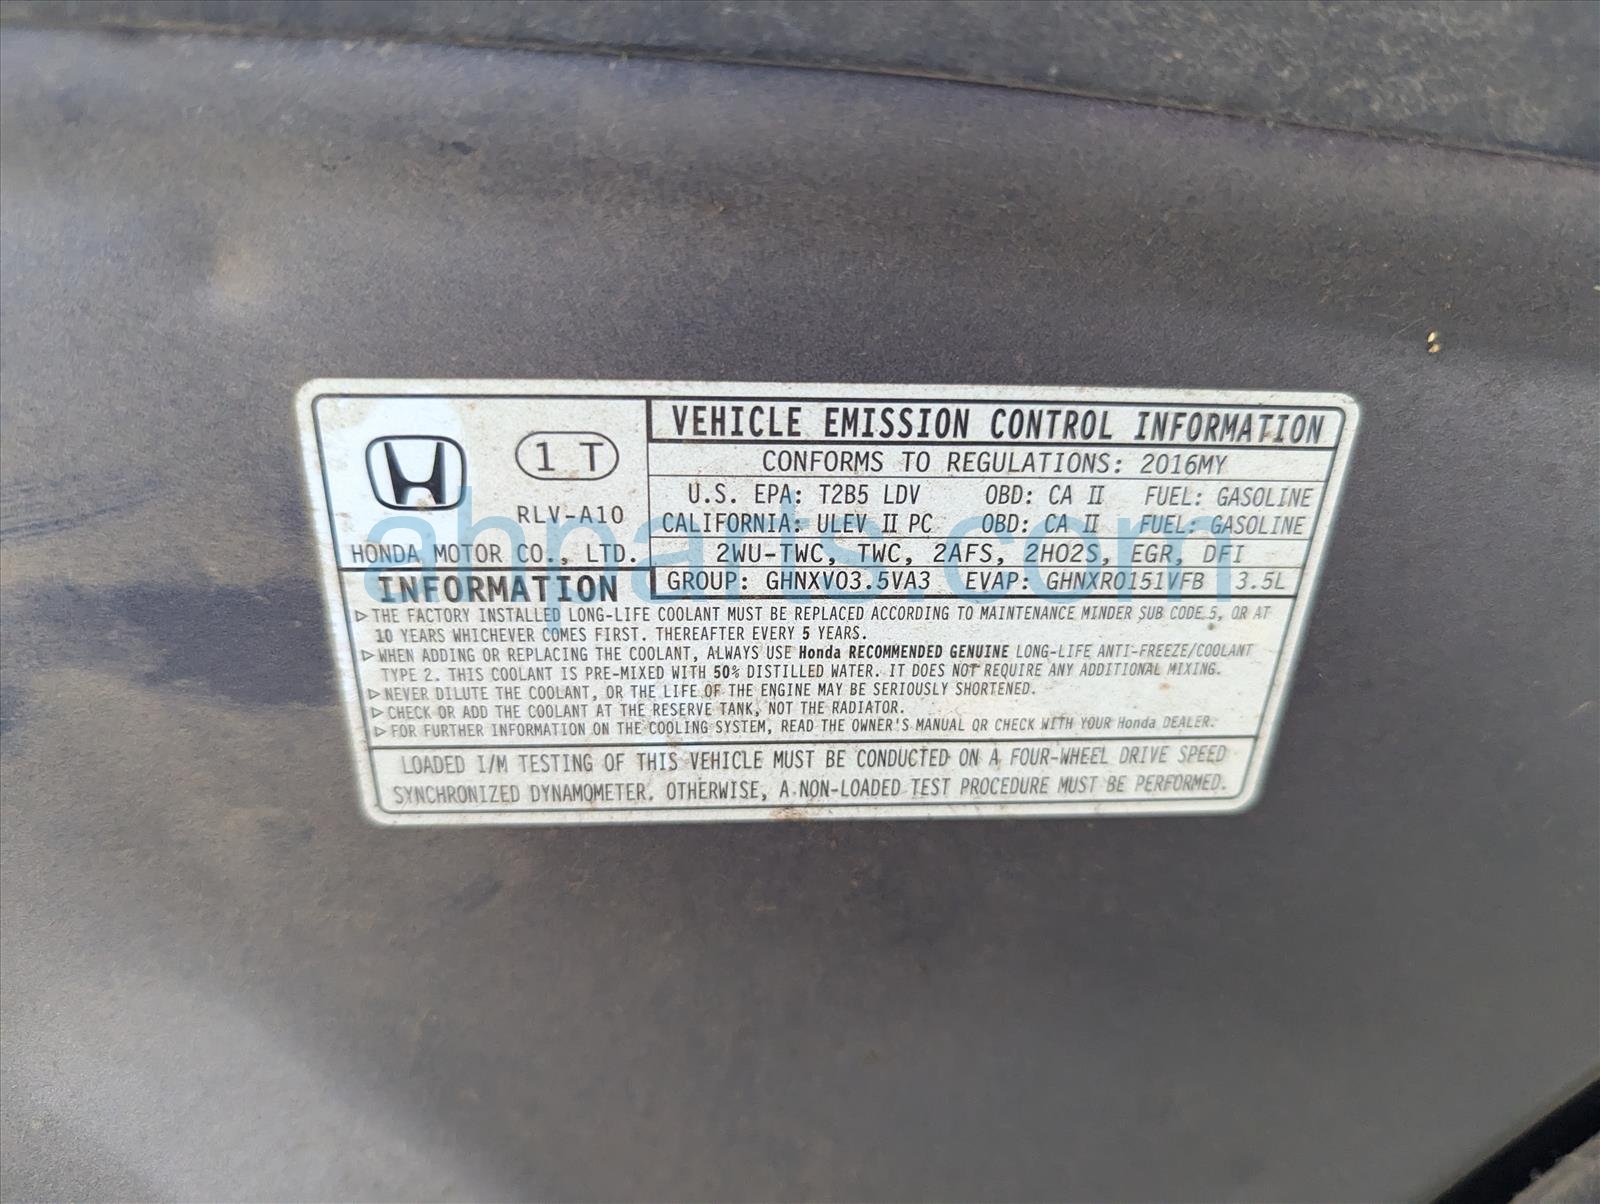 1 T
RLV-A10
HONDA MOTOR CO., LTD.
VEHICLE EMISSION CONTROL INFORMATION
CONFORMS TO REGULATIONS: 2016MY
U.S. EPA: T2B5 LDV OBD: CA II FUEL: GASOLINE
CALIFORNIA: ULEV II PC OBD: CA II FUEL: GASOLINE
2WU-TWC, TWC, 2AFS, 2HO2S, EGR, DFI
GROUP: GHNXV03.5VA3 EVAP: GHNXR0151VFB 3.5L
INFORMATION
▷ THE FACTORY INSTALLED LONG-LIFE COOLANT MUST BE REPLACED ACCORDING TO MAINTENANCE MINDER SUB CODE 5, OR AT
10 YEARS WHICHEVER COMES FIRST. THEREAFTER EVERY 5 YEARS.
▷ WHEN ADDING OR REPLACING THE COOLANT, ALWAYS USE Honda RECOMMENDED GENUINE LONG-LIFE ANTI-FREEZE/COOLANT
TYPE 2. THIS COOLANT IS PRE-MIXED WITH 50% DISTILLED WATER. IT DOES NOT REQUIRE ANY ADDITIONAL MIXING.
▷ NEVER DILUTE THE COOLANT, OR THE LIFE OF THE ENGINE MAY BE SERIOUSLY SHORTENED.
▷ CHECK OR ADD THE COOLANT AT THE RESERVE TANK, NOT THE RADIATOR.
▷ FOR FURTHER INFORMATION ON THE COOLING SYSTEM, READ THE OWNER'S MANUAL OR CHECK WITH YOUR Honda DEALER.
LOADED I/M TESTING OF THIS VEHICLE MUST BE CONDUCTED ON A FOUR-WHEEL DRIVE SPEED
SYNCHRONIZED DYNAMOMETER. OTHERWISE, A NON-LOADED TEST PROCEDURE MUST BE PERFORMED.
ahparts.com